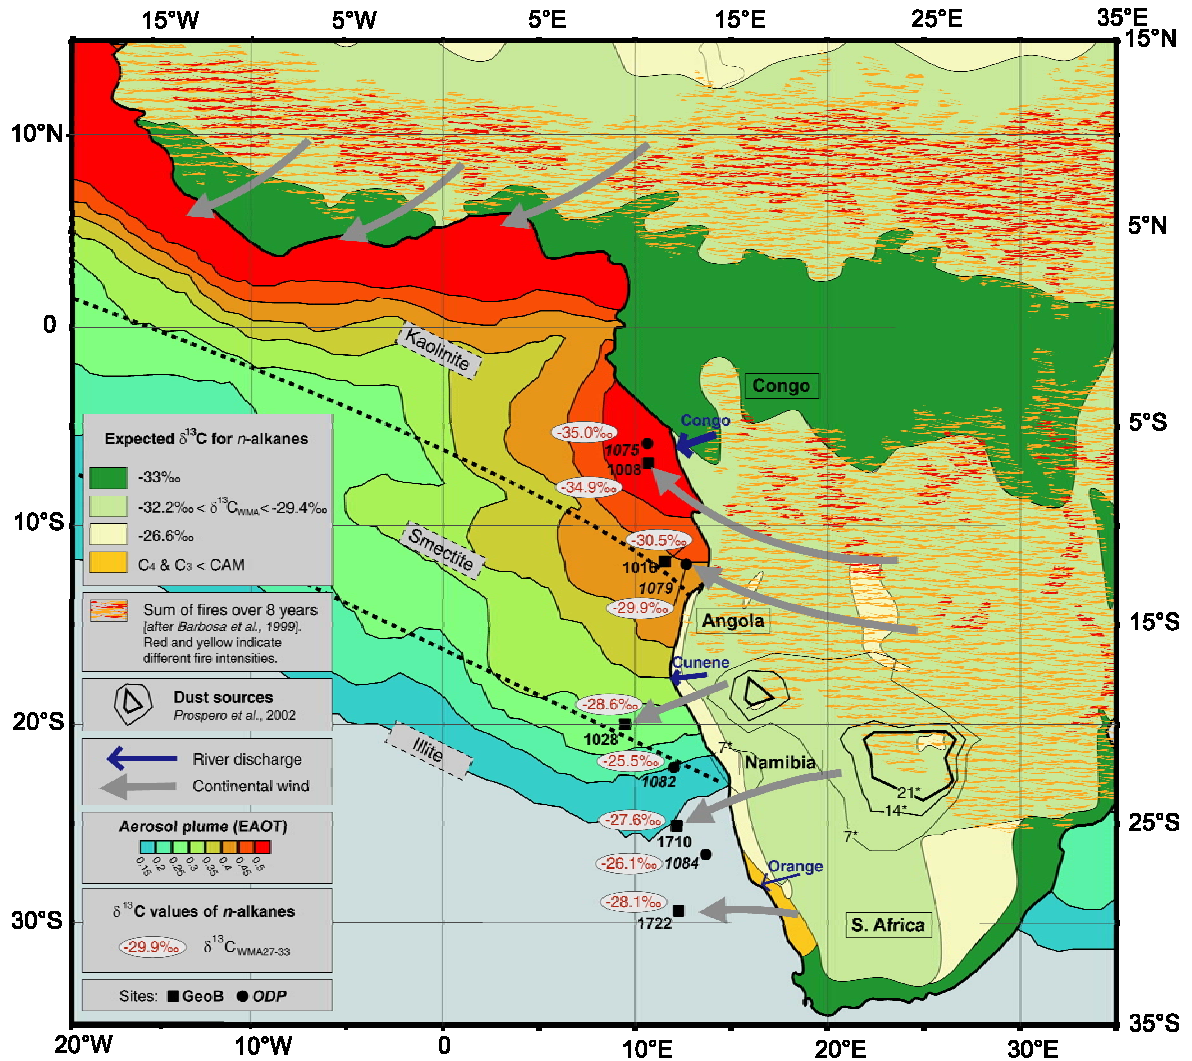 15°W 5°W 5°E 15°E 25°E 35°E
15°N
10°N
5°N
0
5°S
10°S
15°S
20°S
25°S
30°S
35°S
20°W 10°W 0 10°E 20°E 30°E
Kaolinite
Smectite
Illite
Congo
Congo
Angola
Cunene
Namibia
Orange
S. Africa
-35.0‰
1075
1008
-34.9‰
-30.5‰
1016
1079
-29.9‰
-28.6‰
1028
-25.5‰
1082
-27.6‰
1710
-26.1‰ 1084
-28.1‰
1722
7*
21*
14*
7*
Expected δ¹³C for n-alkanes
-33‰
-32.2‰ < δ¹³C_WMA < -29.4‰
-26.6‰
C₄ & C₃ < CAM
Sum of fires over 8 years
[after Barbosa et al., 1999].
Red and yellow indicate
different fire intensities.
Dust sources
Prospero et al., 2002
River discharge
Continental wind
Aerosol plume (EAOT)
0.15 0.2 0.25 0.3 0.35 0.4 0.45 0.5
δ¹³C values of n-alkanes
-29.9‰ δ¹³C_WMA27-33
Sites: GeoB ODP